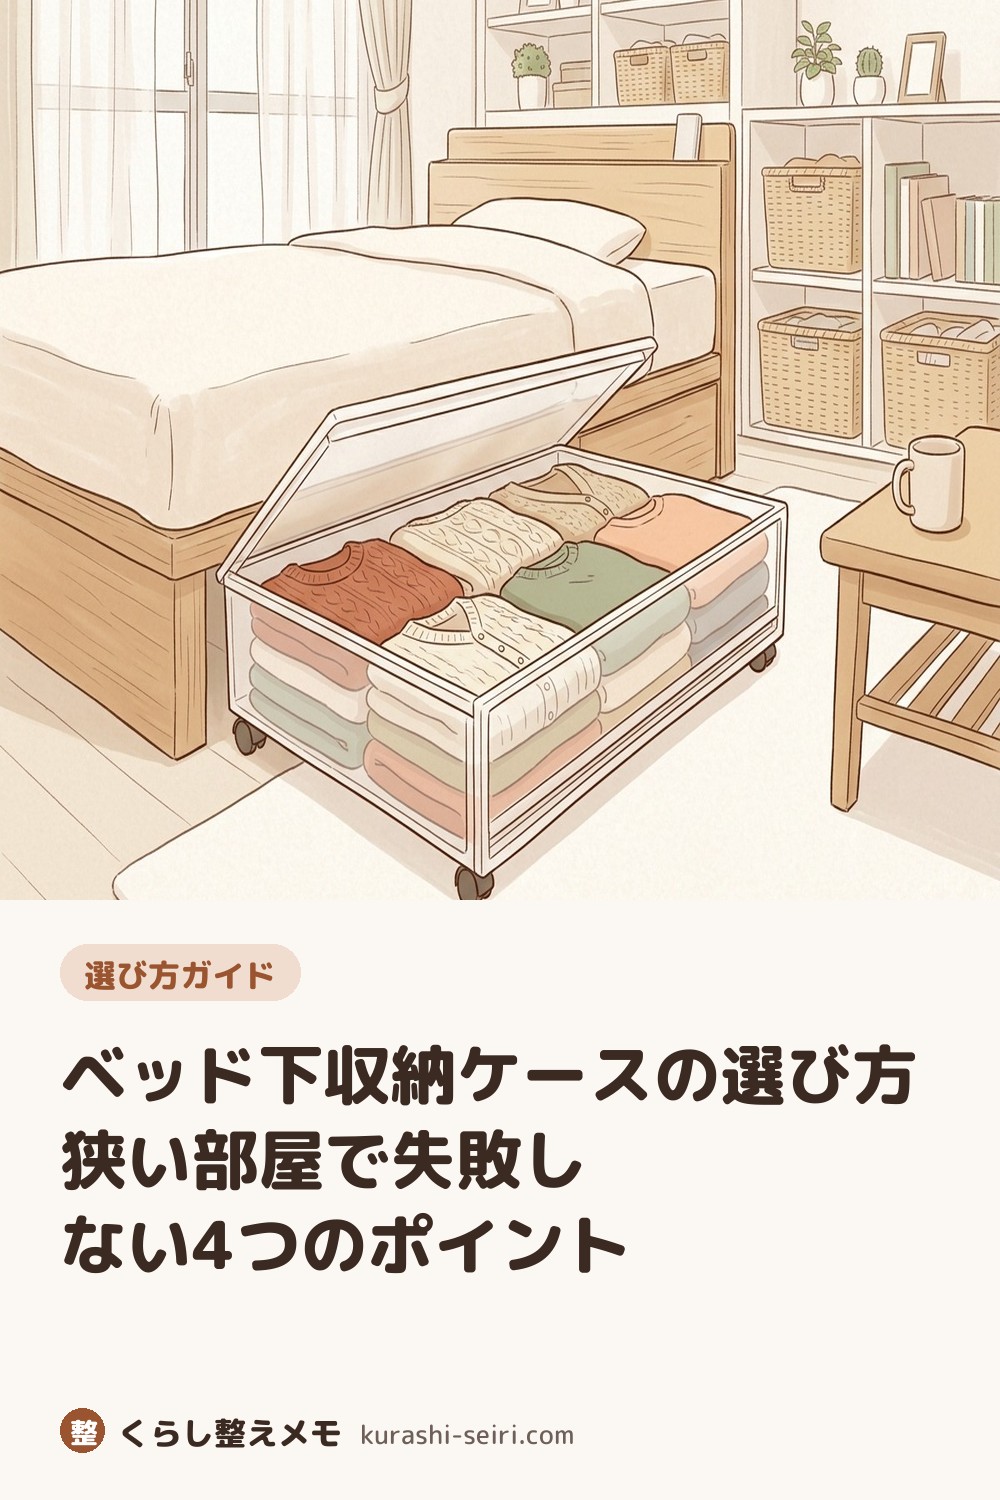 選び方ガイド
ベッド下収納ケースの選び方
狭い部屋で失敗し
ない4つのポイント
整 くらし整えメモ kurashi-seiri.com